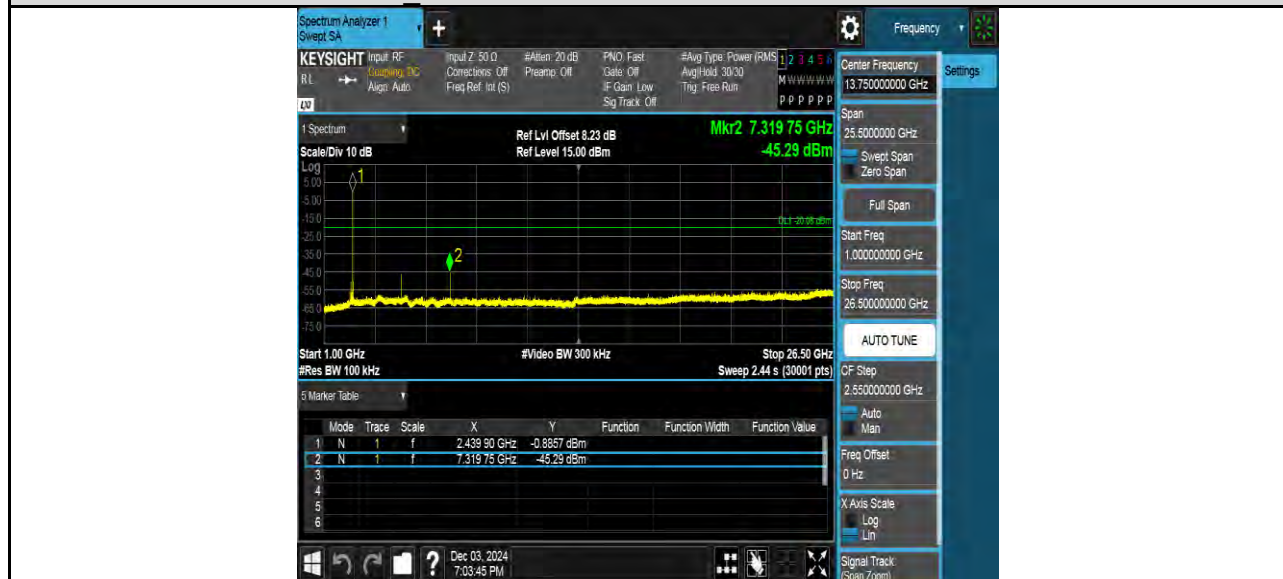 Spectrum Analyzer 1
Swept SA
+
Frequency
KEYSIGHT Input: RF
RL
Coupling: DC
Align: Auto
LXI
Input Z: 50 Ω
Corrections: Off
Freq Ref: Int (S)
#Atten: 20 dB
Preamp: Off
PNO: Fast
Gate: Off
IF Gain: Low
Sig Track: Off
#Avg Type: Power (RMS
Avg|Hold: 30/30
Trig: Free Run
1 2 3 4 5 6
M W W W W W
P P P P P P
Center Frequency
13.750000000 GHz
Settings
Span
25.5000000 GHz
Swept Span
Zero Span
Full Span
Start Freq
1.000000000 GHz
Stop Freq
26.500000000 GHz
AUTO TUNE
CF Step
2.550000000 GHz
Auto
Man
Freq Offset
0 Hz
X Axis Scale
Log
Lin
Signal Track
(Span Zoom)
1 Spectrum
Scale/Div 10 dB
Ref Lvl Offset 8.23 dB
Ref Level 15.00 dBm
Mkr2 7.319 75 GHz
-45.29 dBm
Log
5.00
-5.00
-15.0
-25.0
-35.0
-45.0
-55.0
-65.0
-75.0
1
2
DL1 -20.06 dBm
Start 1.00 GHz
#Res BW 100 kHz
#Video BW 300 kHz
Stop 26.50 GHz
Sweep 2.44 s (30001 pts)
5 Marker Table
Mode Trace Scale X Y Function Function Width Function Value
1 N 1 f 2.439 90 GHz -0.8857 dBm
2 N 1 f 7.319 75 GHz -45.29 dBm
3
4
5
6
?
Dec 03, 2024
7:03:45 PM